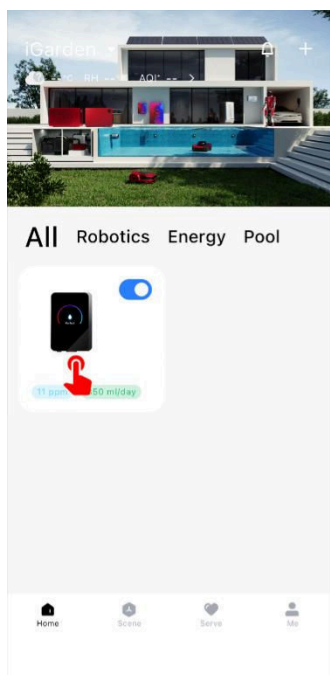 iGarden
--°C RH -- AQI: -- >
All Robotics Energy Pool
11 ppm 50 ml/day
Home Scene Serve Me